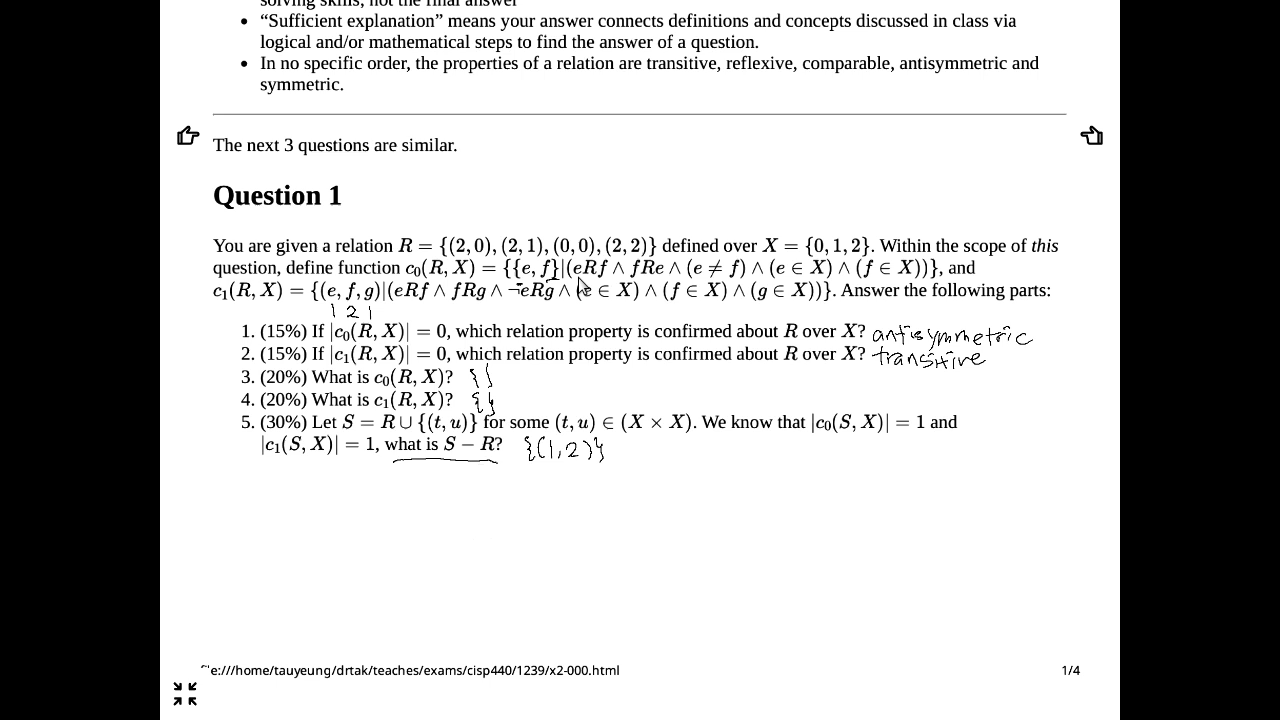 solving skills, not the final answer
• “Sufficient explanation” means your answer connects definitions and concepts discussed in class via
logical and/or mathematical steps to find the answer of a question.
• In no specific order, the properties of a relation are transitive, reflexive, comparable, antisymmetric and
symmetric.
The next 3 questions are similar.
Question 1
You are given a relation R = {(2, 0), (2, 1), (0, 0), (2, 2)} defined over X = {0, 1, 2}. Within the scope of this
question, define function c₀(R, X) = {{e, f}|(eRf ∧ fRe ∧ (e ≠ f) ∧ (e ∈ X) ∧ (f ∈ X))}, and
c₁(R, X) = {(e, f, g)|(eRf ∧ fRg ∧ ¬eRg ∧ (e ∈ X) ∧ (f ∈ X) ∧ (g ∈ X))}. Answer the following parts:
1 2 1
1. (15%) If |c₀(R, X)| = 0, which relation property is confirmed about R over X? antisymmetric
2. (15%) If |c₁(R, X)| = 0, which relation property is confirmed about R over X? transitive
3. (20%) What is c₀(R, X)? {}
4. (20%) What is c₁(R, X)? {}
5. (30%) Let S = R ∪ {(t, u)} for some (t, u) ∈ (X × X). We know that |c₀(S, X)| = 1 and
|c₁(S, X)| = 1, what is S − R? {(1,2)}
e:///home/tauyeung/drtak/teaches/exams/cisp440/1239/x2-000.html 1/4